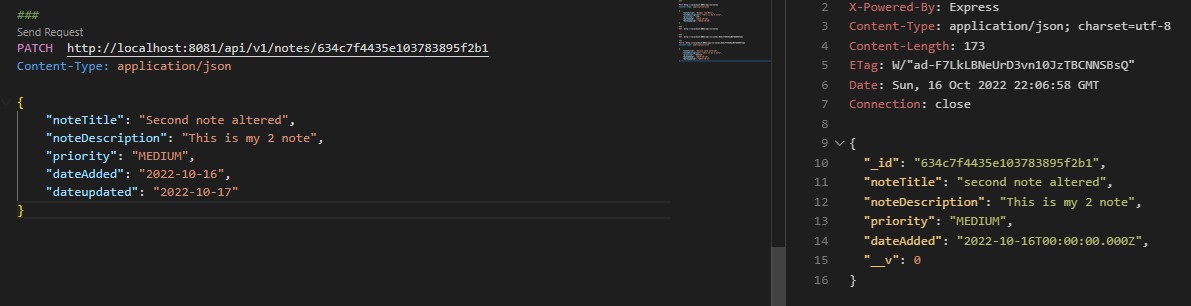 ###
Send Request
PATCH http://localhost:8081/api/v1/notes/634c7f4435e103783895f2b1
Content-Type: application/json
{
"noteTitle": "Second note altered",
"noteDescription": "This is my 2 note",
"priority": "MEDIUM",
"dateAdded": "2022-10-16",
"dateupdated": "2022-10-17"
}
2 X-Powered-By: Express
3 Content-Type: application/json; charset=utf-8
4 Content-Length: 173
5 ETag: W/"ad-F7LkLBNeUrD3vn10JzTBCNNSBsQ"
6 Date: Sun, 16 Oct 2022 22:06:58 GMT
7 Connection: close
8
9 {
10 "_id": "634c7f4435e103783895f2b1",
11 "noteTitle": "second note altered",
12 "noteDescription": "This is my 2 note",
13 "priority": "MEDIUM",
14 "dateAdded": "2022-10-16T00:00:00.000Z",
15 "__v": 0
16 }